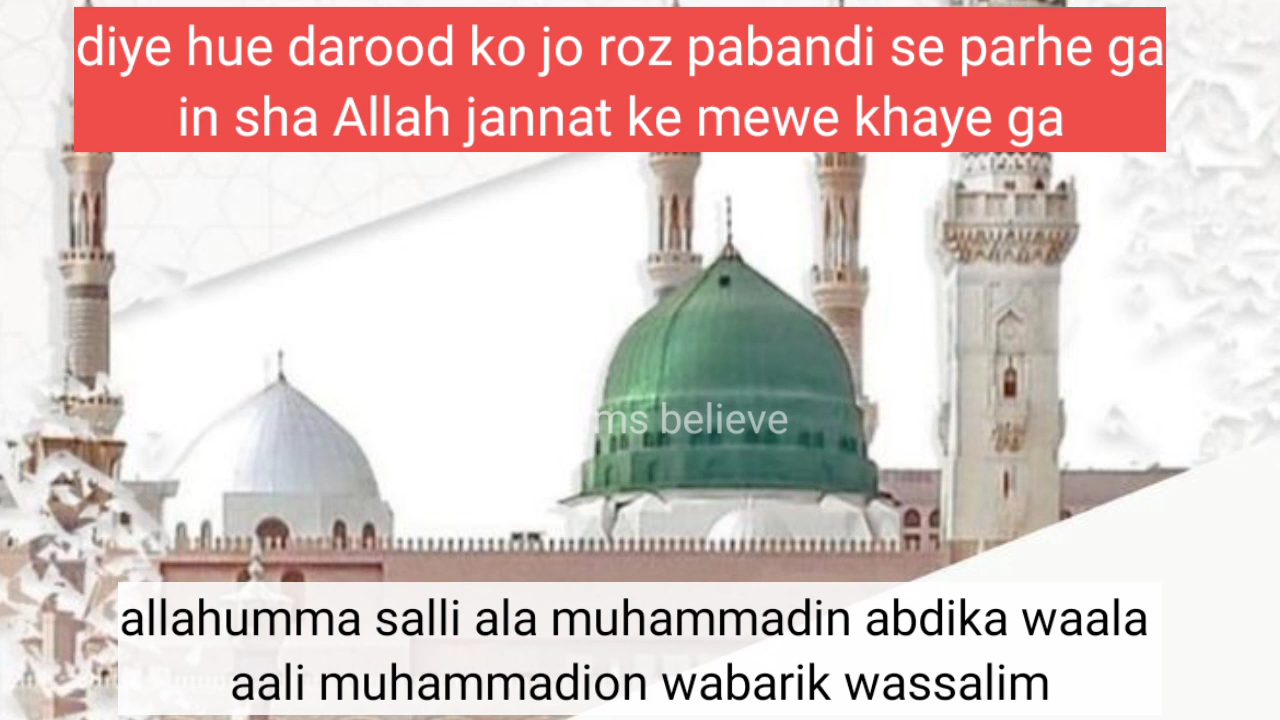 diye hue darood ko jo roz pabandi se parhe ga
in sha Allah jannat ke mewe khaye ga
believe
allahumma salli ala muhammadin abdika waala
aali muhammadion wabarik wassalim